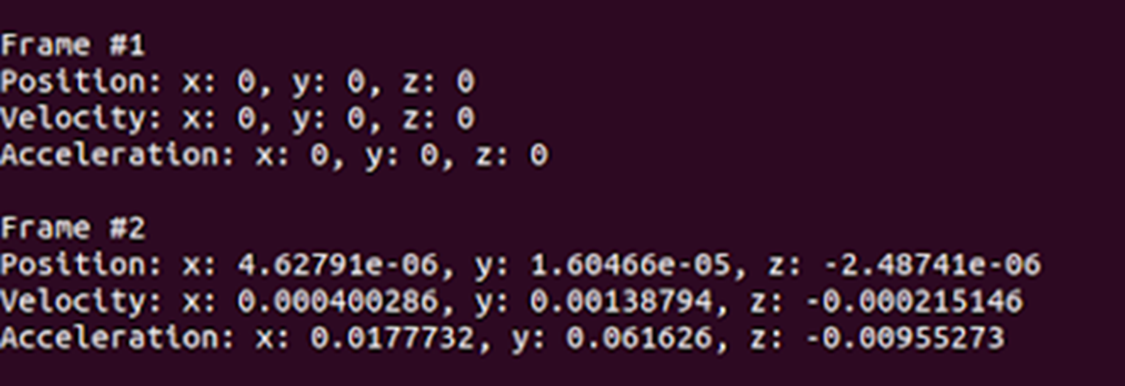 Frame #1
Position: x: 0, y: 0, z: 0
Velocity: x: 0, y: 0, z: 0
Acceleration: x: 0, y: 0, z: 0
Frame #2
Position: x: 4.62791e-06, y: 1.60466e-05, z: -2.48741e-06
Velocity: x: 0.000400286, y: 0.00138794, z: -0.000215146
Acceleration: x: 0.0177732, y: 0.061626, z: -0.00955273